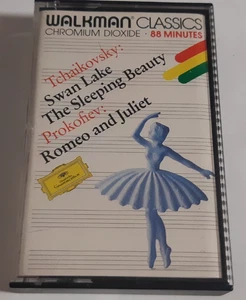 WALKMAN® CLASSICS
CHROMIUM DIOXIDE · 88 MINUTES
Tchaikovsky:
Swan Lake
The Sleeping Beauty
Prokofiev:
Romeo and Juliet